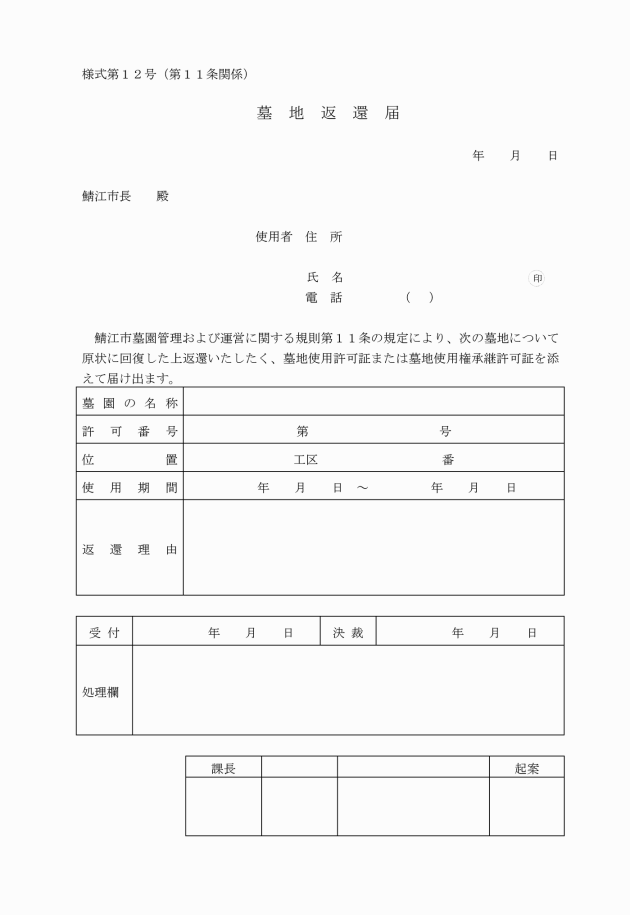 様式第１２号（第１１条関係）
墓　地　返　還　届
年　　月　　日
鯖江市長　　殿
使用者　住　所
氏　名　　　　　　　　　　　　　　　㊞
電　話　　　　　（　）
鯖江市墓園管理および運営に関する規則第１１条の規定により、次の墓地について
原状に回復した上返還いたしたく、墓地使用許可証または墓地使用権承継許可証を添
えて届け出ます。
墓園の名称
許可番号　第　　　　　号
位置　工区　　　　　番
使用期間　年　　月　　日　～　　年　　月　　日
返還理由
受付　年　　月　　日　決裁　年　　月　　日
処理欄
課長　起案